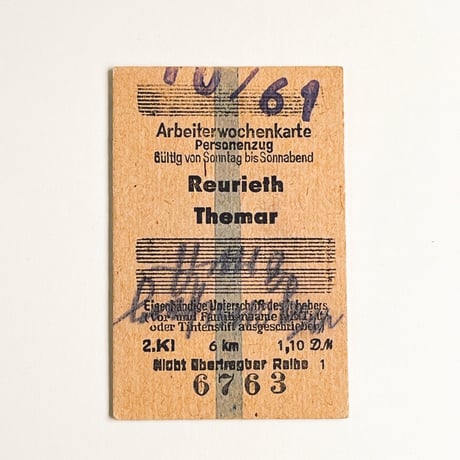 10/61
Arbeiterwochenkarte
Personenzug
Gültig von Sonntag bis Sonnabend
Reurieth
Themar
Eigenhändige Unterschrift des Inhabers
(Vor- und Familienname mit Tinte
oder Tintenstift ausgeschrieben)
2.Kl 6 km 1,10 DM
Nicht übertragbar Reihe 1
6763